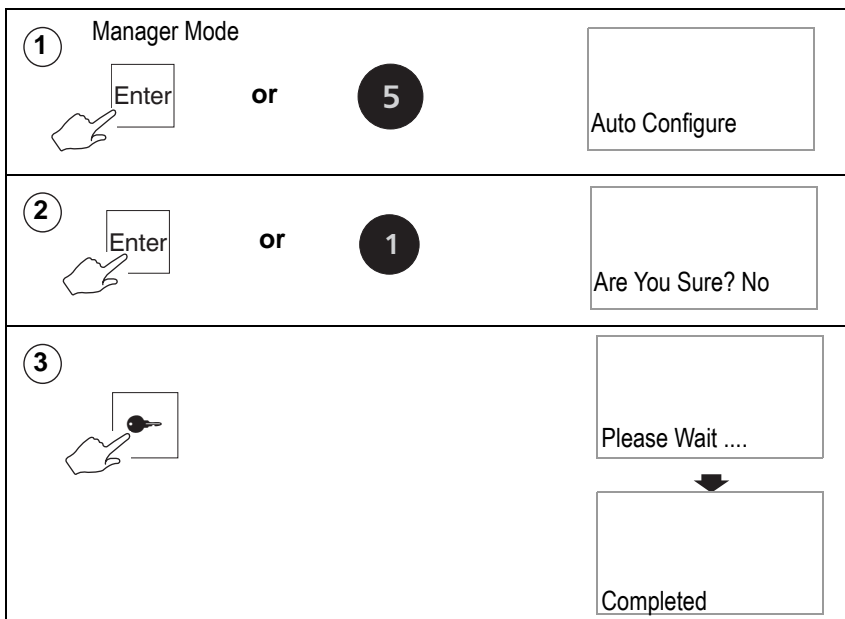 1 Manager Mode
Enter or 5
Auto Configure
2
Enter or 1
Are You Sure? No
3
Please Wait ....
Completed